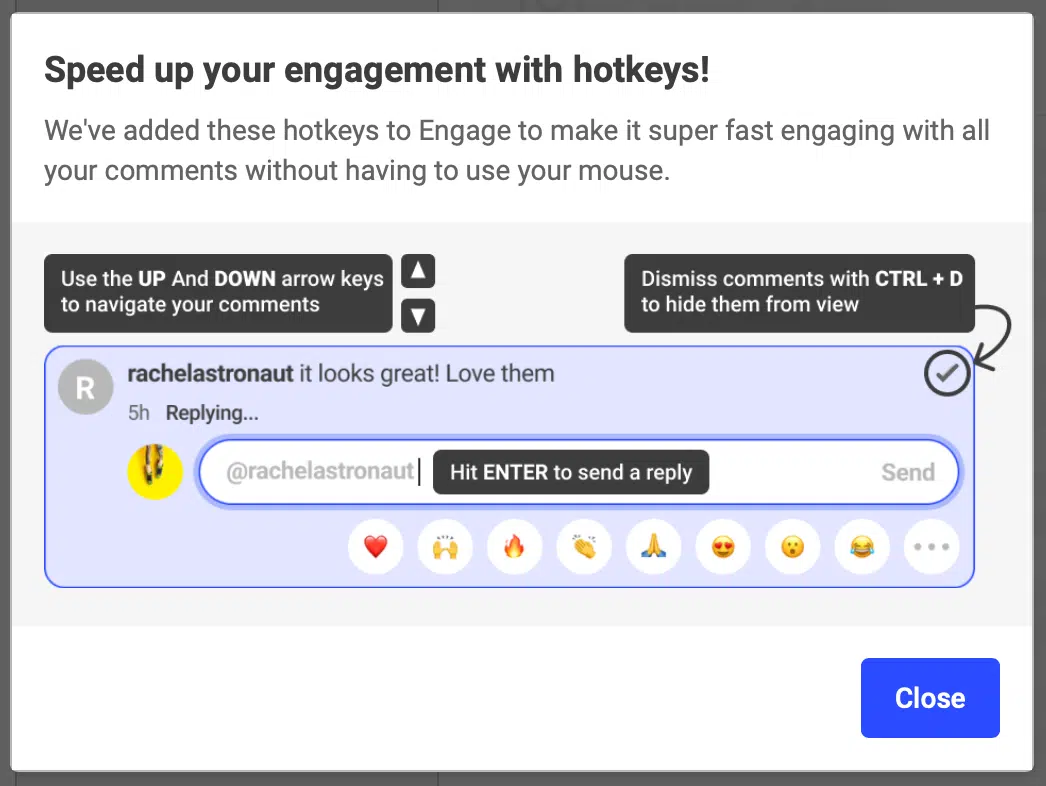 Speed up your engagement with hotkeys!
We've added these hotkeys to Engage to make it super fast engaging with all
your comments without having to use your mouse.
Use the UP And DOWN arrow keys
to navigate your comments
Dismiss comments with CTRL + D
to hide them from view
R
rachelastronaut it looks great! Love them
5h Replying...
@rachelastronaut
Hit ENTER to send a reply
Send
Close